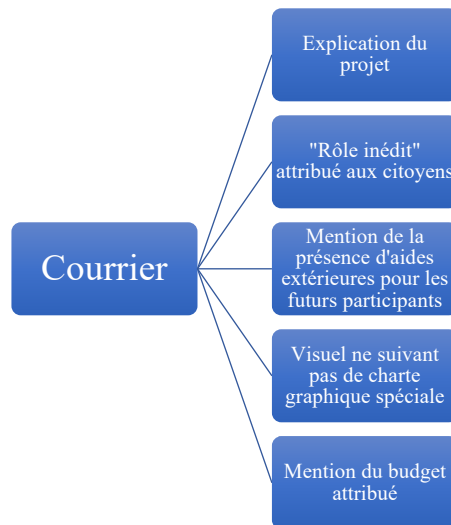 Explication du
projet
"Rôle inédit"
attribué aux citoyens
Courrier
Mention de la
présence d'aides
extérieures pour les
futurs participants
Visuel ne suivant
pas de charte
graphique spéciale
Mention du budget
attribué